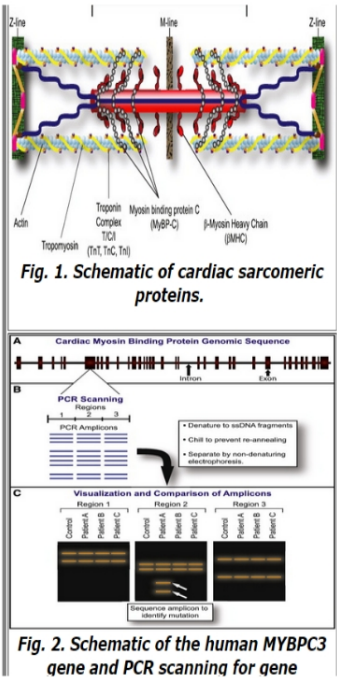 Z-line
M-line
Z-line
Actin
Tropomyosin
Troponin
Complex
T/C/I
(TnT, TnC, TnI)
Myosin binding protein C
(MyBP-C)
β-Myosin Heavy Chain
(βMHC)
Fig. 1. Schematic of cardiac sarcomeric
proteins.
A
Cardiac Myosin Binding Protein Genomic Sequence
Intron
Exon
B
PCR Scanning
Regions
1 2 3
PCR Amplicons
• Denature to ssDNA fragments
• Chill to prevent re-annealing
• Separate by non-denaturing
electrophoresis.
C
Visualization and Comparison of Amplicons
Region 1
Region 2
Region 3
Control Patient A Patient B Patient C
Control Patient A Patient B Patient C
Control Patient A Patient B Patient C
Sequence amplicon to
identify mutation
Fig. 2. Schematic of the human MYBPC3
gene and PCR scanning for gene